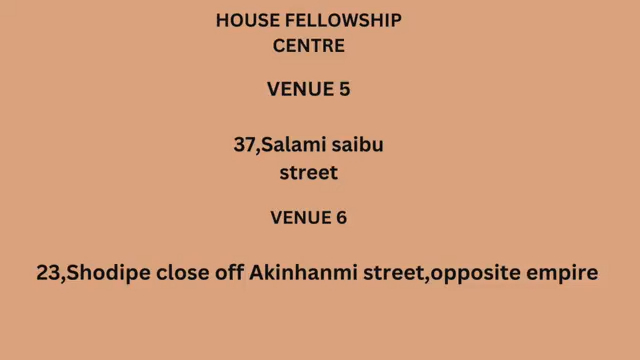 HOUSE FELLOWSHIP
CENTRE
VENUE 5
37,Salami saibu
street
VENUE 6
23,Shodipe close off Akinhanmi street,opposite empire